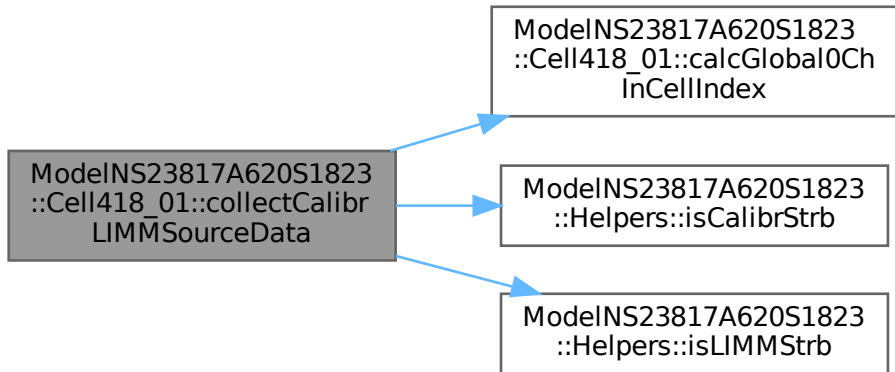 ModelNS23817A620S1823
::Cell418_01::calcGlobal0Ch
InCellIndex
ModelNS23817A620S1823
::Cell418_01::collectCalibr
LIMMSourceData
ModelNS23817A620S1823
::Helpers::isCalibrStrb
ModelNS23817A620S1823
::Helpers::isLIMMStrb